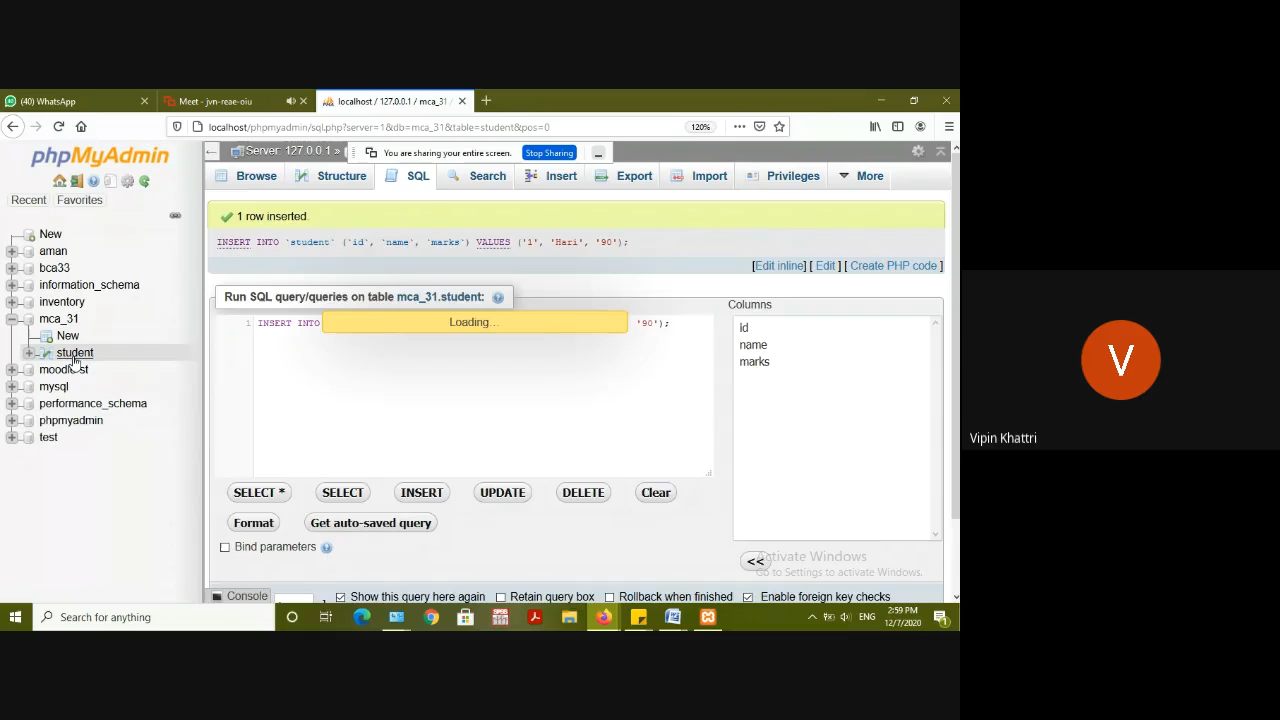 (40) WhatsApp
Meet - jvn-reae-oiu
localhost / 127.0.0.1 / mca_31
localhost/phpmyadmin/sql.php?server=1&db=mca_31&table=student&pos=0
120%
phpMyAdmin
Recent Favorites
New
aman
bca33
information_schema
inventory
mca_31
New
student
mysql
performance_schema
phpmyadmin
test
Server: 127.0.0.1 »
You are sharing your entire screen. Stop Sharing
Browse Structure SQL Search Insert Export Import Privileges More
1 row inserted.
INSERT INTO `student` (`id`, `name`, `marks`) VALUES ('1', 'Hari', '90');
[Edit inline] [ Edit ] [ Create PHP code ]
Run SQL query/queries on table mca_31.student:
1 INSERT INTO '90');
Loading...
Columns
id
name
marks
SELECT * SELECT INSERT UPDATE DELETE Clear
Format Get auto-saved query
Bind parameters
<<
Activate Windows
Go to Settings to activate Windows.
Console
Show this query here again Retain query box Rollback when finished Enable foreign key checks
Search for anything
ENG
2:59 PM
12/7/2020
1
V
Vipin Khattri